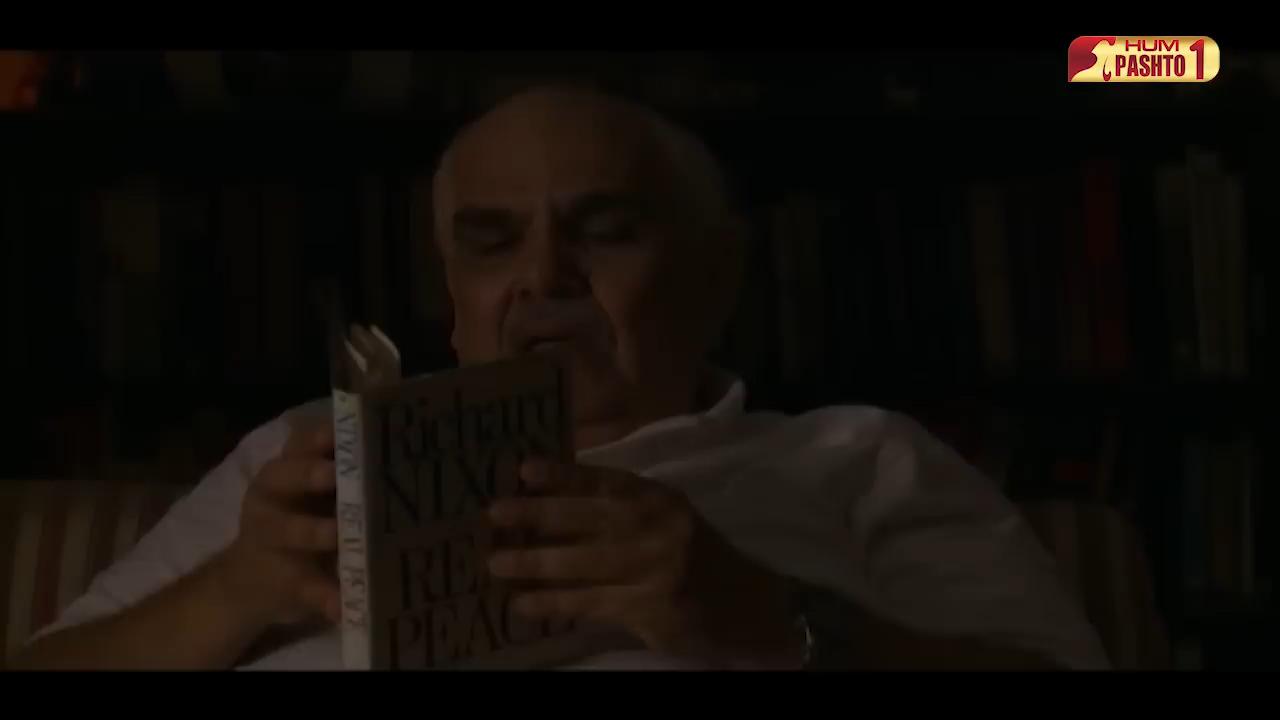 HUM
PASHTO 1
Richard
NIXON
REAL
PEACE
NIXON REAL PEACE